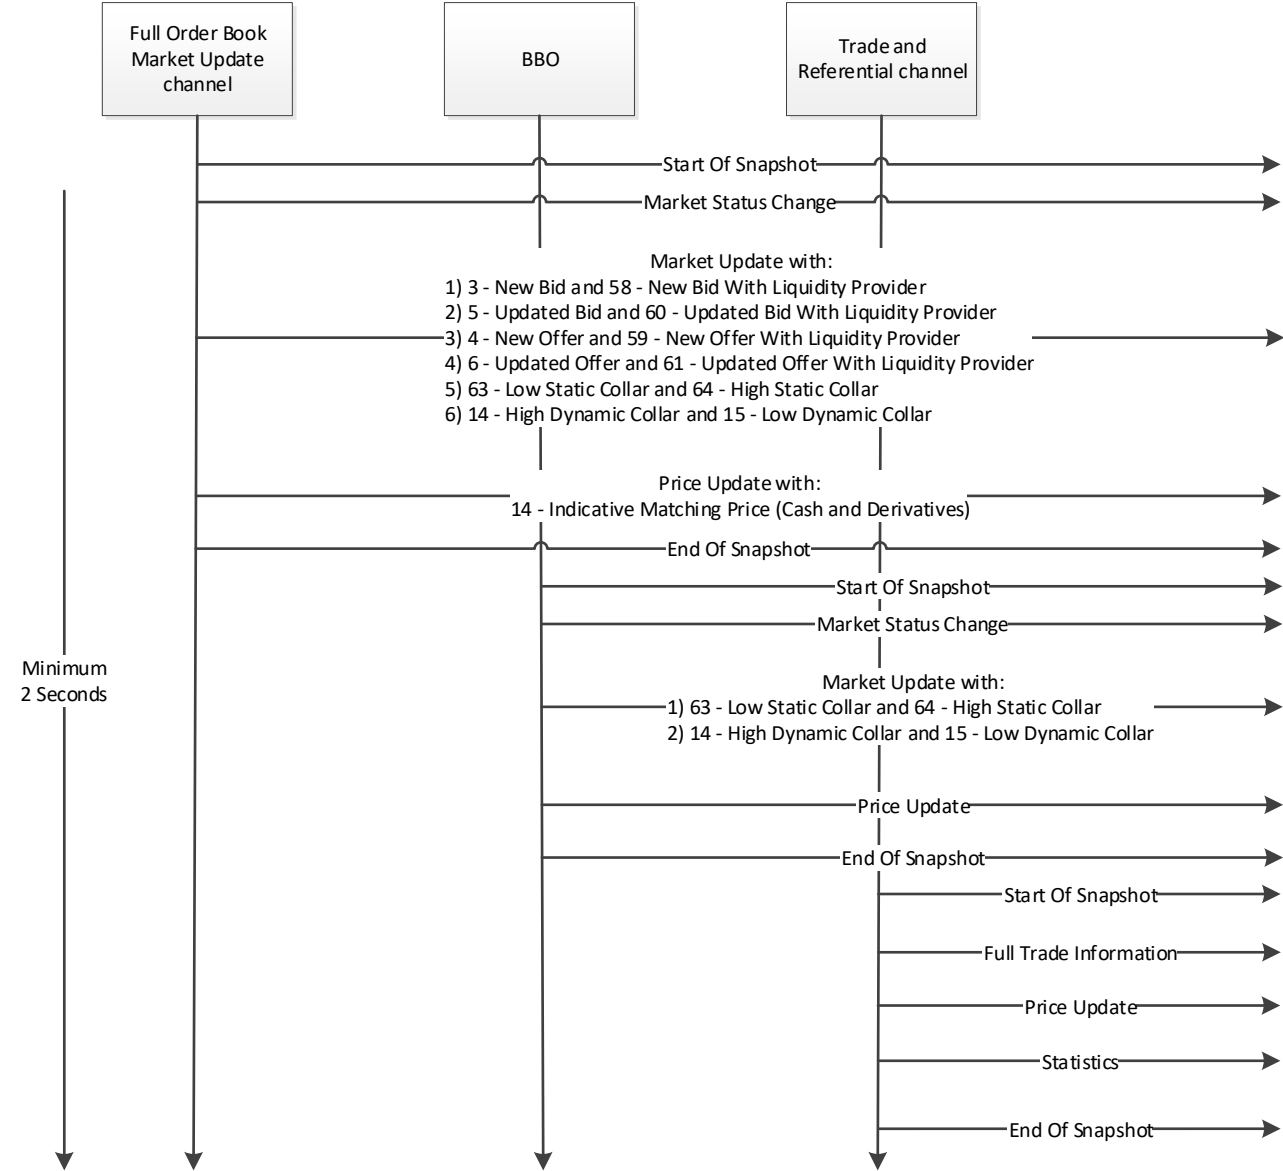 Full Order Book
Market Update
channel
BBO
Trade and
Referential channel
Start Of Snapshot
Market Status Change
Market Update with:
1) 3 - New Bid and 58 - New Bid With Liquidity Provider
2) 5 - Updated Bid and 60 - Updated Bid With Liquidity Provider
3) 4 - New Offer and 59 - New Offer With Liquidity Provider
4) 6 - Updated Offer and 61 - Updated Offer With Liquidity Provider
5) 63 - Low Static Collar and 64 - High Static Collar
6) 14 - High Dynamic Collar and 15 - Low Dynamic Collar
Price Update with:
14 - Indicative Matching Price (Cash and Derivatives)
End Of Snapshot
Start Of Snapshot
Market Status Change
Minimum
2 Seconds
Market Update with:
1) 63 - Low Static Collar and 64 - High Static Collar
2) 14 - High Dynamic Collar and 15 - Low Dynamic Collar
Price Update
End Of Snapshot
Start Of Snapshot
Full Trade Information
Price Update
Statistics
End Of Snapshot